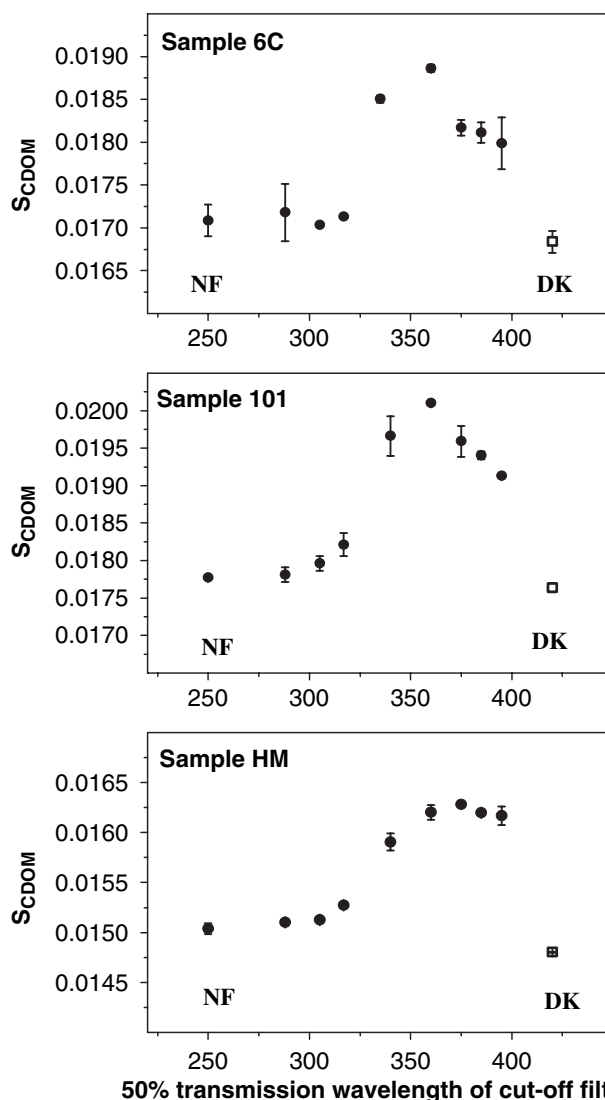 Sample 6C
0.0190
0.0185
0.0180
0.0175
0.0170
0.0165
SCDOM
NF
DK
250 300 350 400
Sample 101
0.0200
0.0195
0.0190
0.0185
0.0180
0.0175
0.0170
SCDOM
NF
DK
250 300 350 400
Sample HM
0.0165
0.0160
0.0155
0.0150
0.0145
SCDOM
NF
DK
250 300 350 400
50% transmission wavelength of cut-off filt